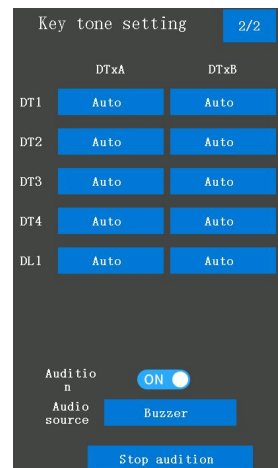 Key tone setting 2/2
DTxA DTxB
DT1 Auto Auto
DT2 Auto Auto
DT3 Auto Auto
DT4 Auto Auto
DL1 Auto Auto
Auditio
n
ON
Audio
source
Buzzer
Stop audition